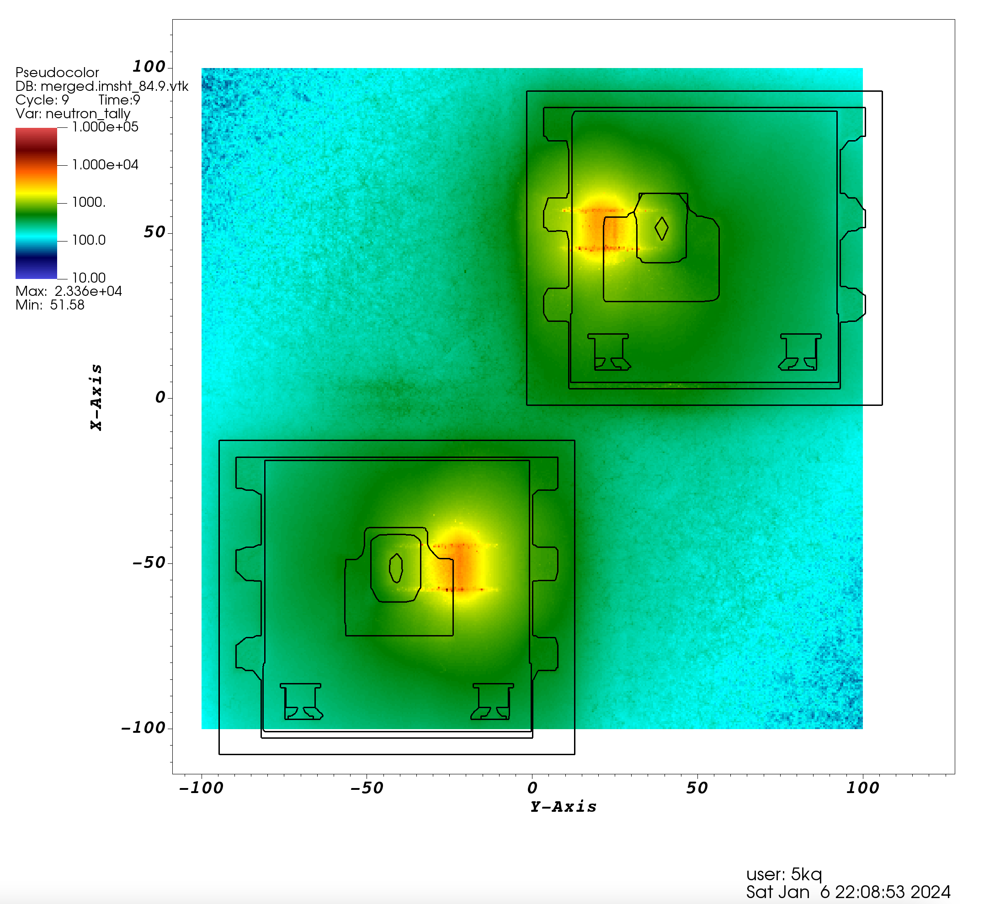 Pseudocolor
DB: merged.imsht_84.9.vtk
Cycle: 9 Time:9
Var: neutron_tally
1.000e+05
1.000e+04
1000.
100.0
10.00
Max: 2.336e+04
Min: 51.58
100
50
0
-50
-100
X-Axis
-100 -50 0 50 100
Y-Axis
user: 5kq
Sat Jan 6 22:08:53 2024